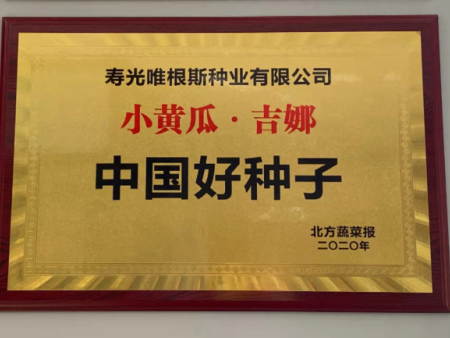 寿光唯根斯种业有限公司
小黄瓜·吉娜
中国好种子
北方蔬菜报
二〇二〇年